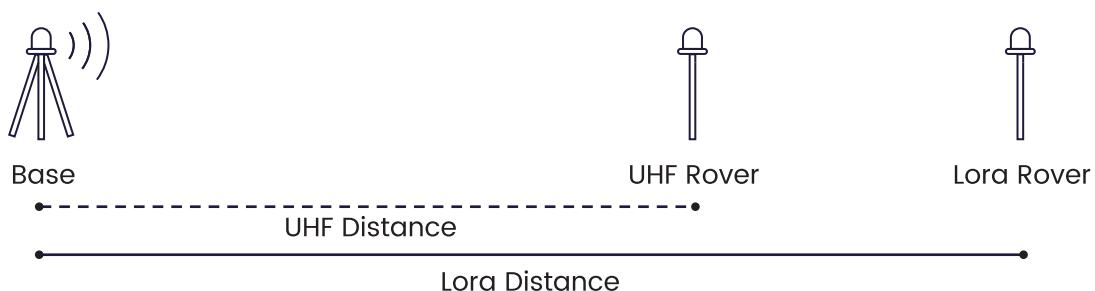 Base
UHF Rover
Lora Rover
UHF Distance
Lora Distance